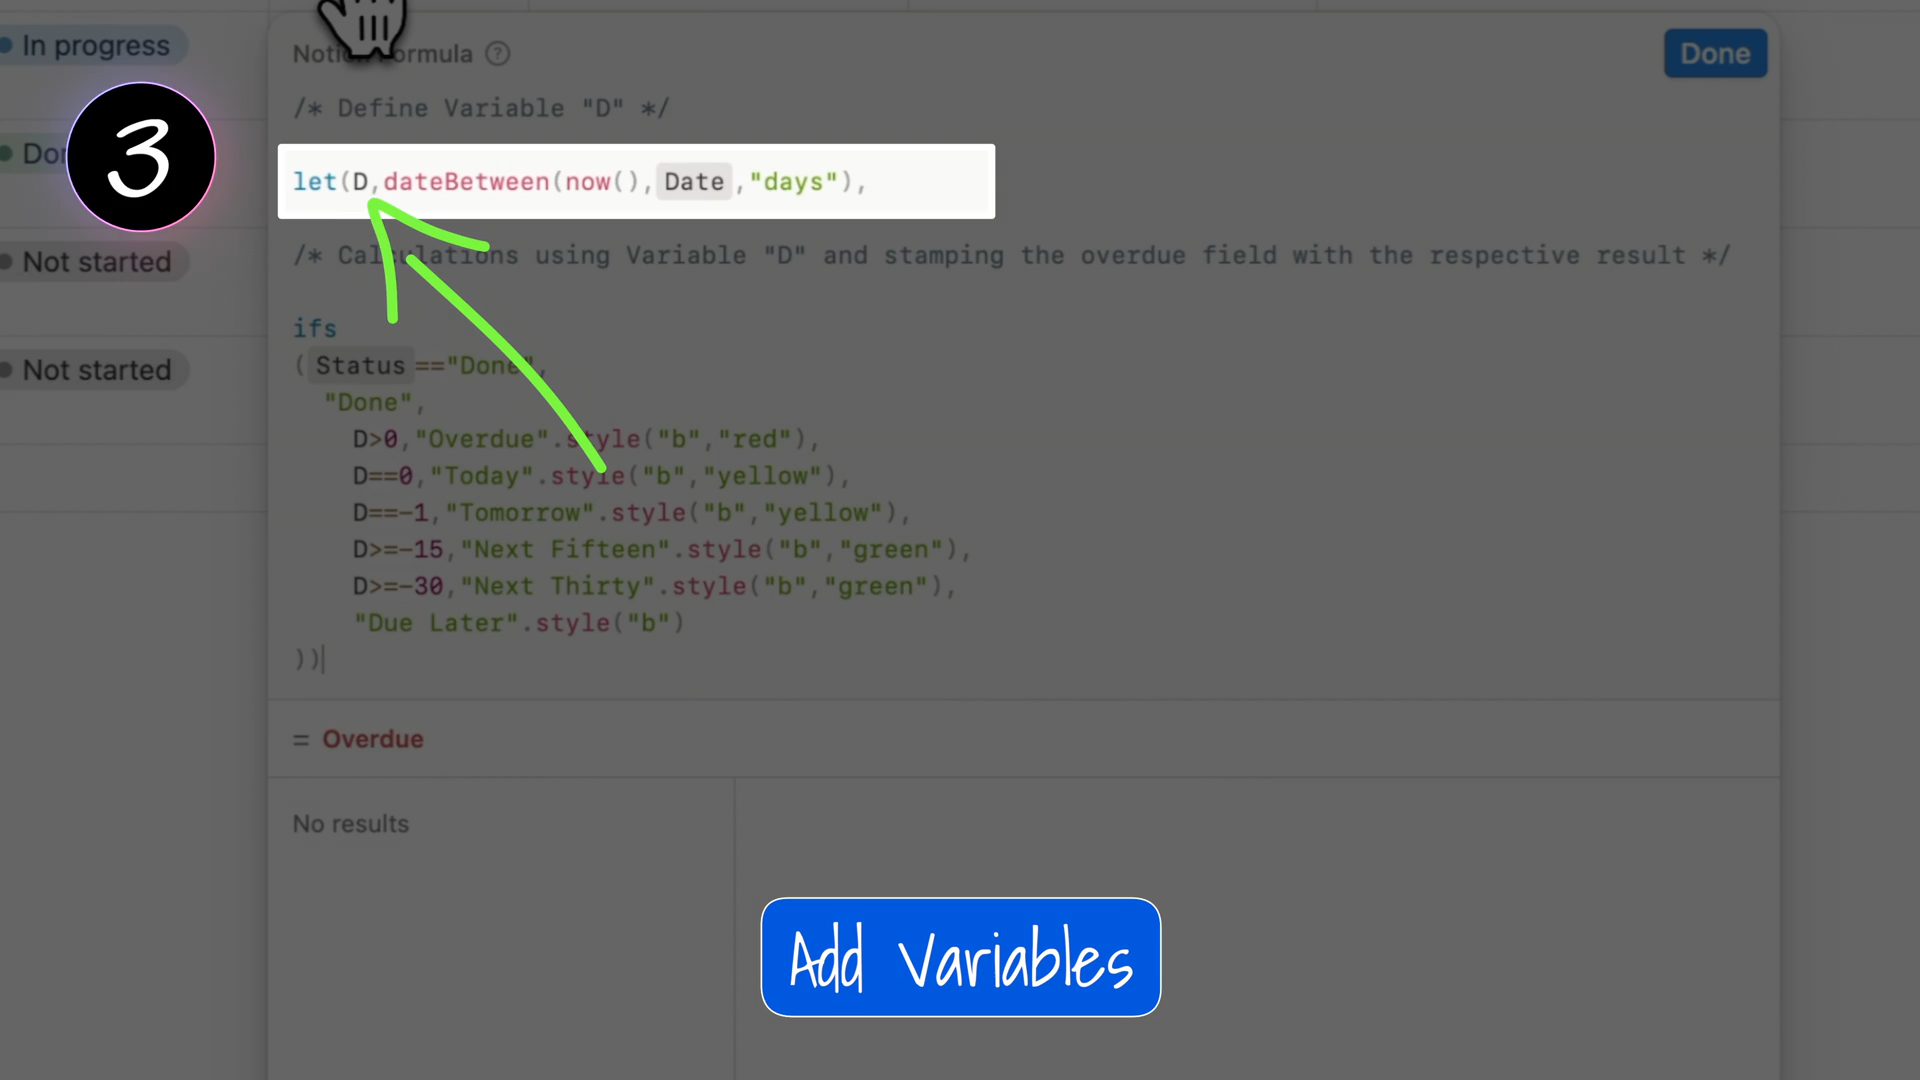 In progress
Notion Formula ?
Done
/* Define Variable "D" */
3
let(D,dateBetween(now(),Date,"days"),
Not started
/* Calculations using Variable "D" and stamping the overdue field with the respective result */
ifs
Not started
(Status=="Done",
"Done",
D>0,"Overdue".style("b","red"),
D==0,"Today".style("b","yellow"),
D==-1,"Tomorrow".style("b","yellow"),
D>=-15,"Next Fifteen".style("b","green"),
D>=-30,"Next Thirty".style("b","green"),
"Due Later".style("b")
))
= Overdue
No results
Add Variables